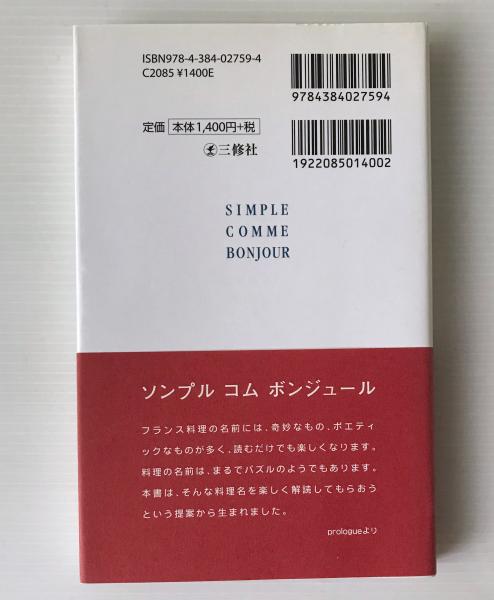 ISBN978-4-384-02759-4
C2085 ¥1400E
9784384027594
定価 本体1,400円+税
三修社
1922085014002
SIMPLE
COMME
BONJOUR
ソンプル コム ボンジュール
フランス料理の名前には、奇妙なもの、ポエティ
ックなものが多く、読むだけでも楽しくなります。
料理の名前は、まるでパズルのようでもあります。
本書は、そんな料理名を楽しく解読してもらおう
という提案から生まれました。
prologueより